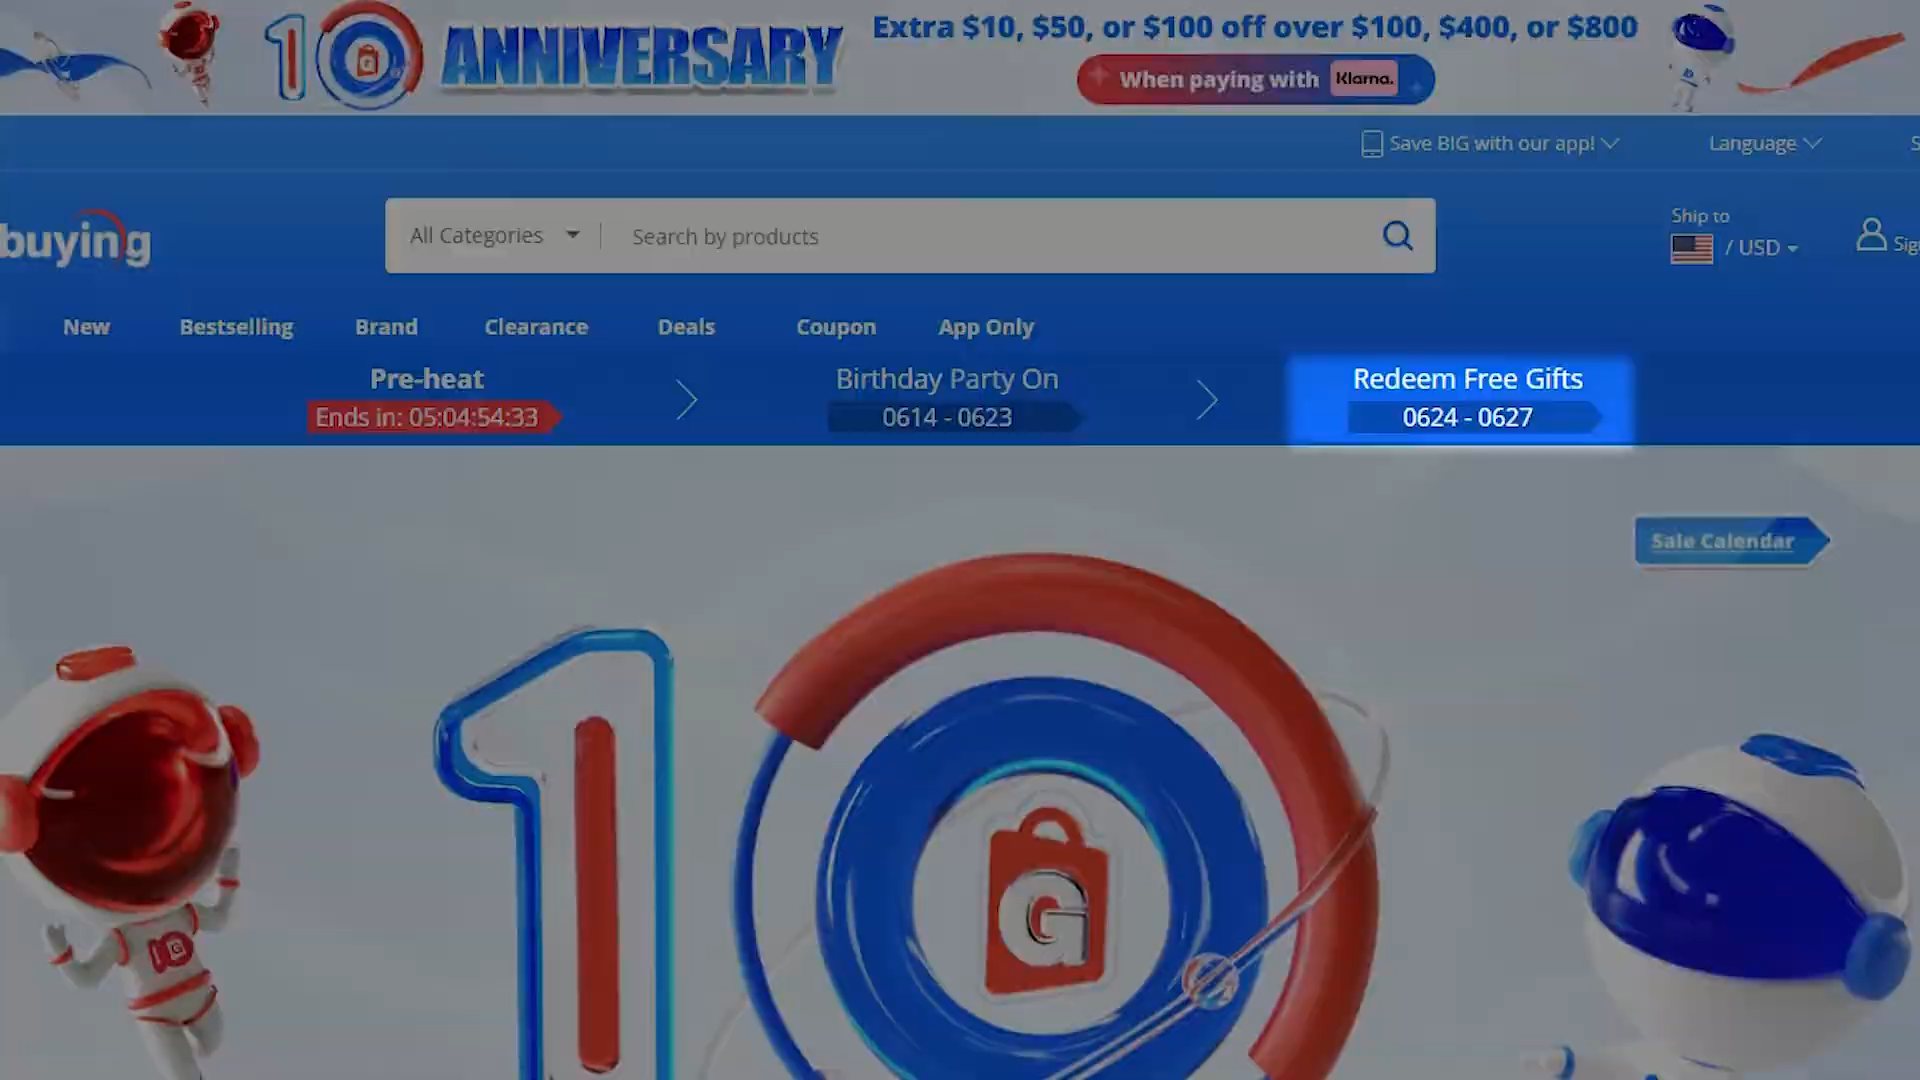 10 ANNIVERSARY
Extra $10, $50, or $100 off over $100, $400, or $800
When paying with Klarna.
Save BIG with our app!
Language
S
buying
All Categories
Search by products
Ship to
/ USD
Sig
New
Bestselling
Brand
Clearance
Deals
Coupon
App Only
Pre-heat
Birthday Party On
Redeem Free Gifts
Ends in: 05:04:54:33
0614 - 0623
0624 - 0627
Sale Calendar
10
G